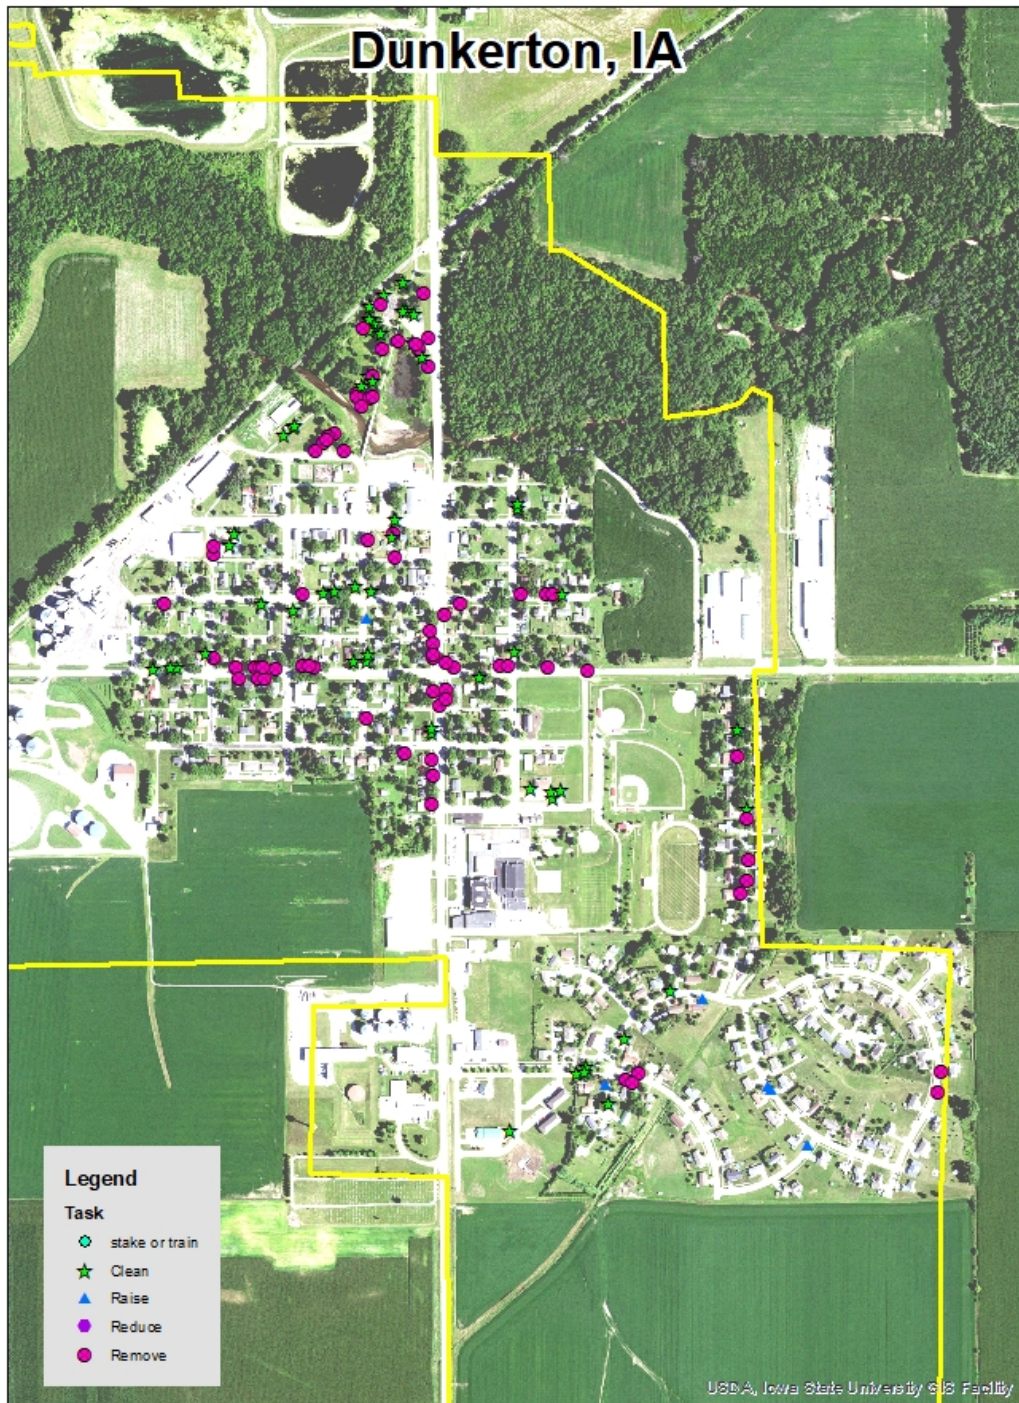 Dunkerton, IA
Legend
Task
stake or train
Clean
Raise
Reduce
Remove
USDA, Iowa State University GIS Facility